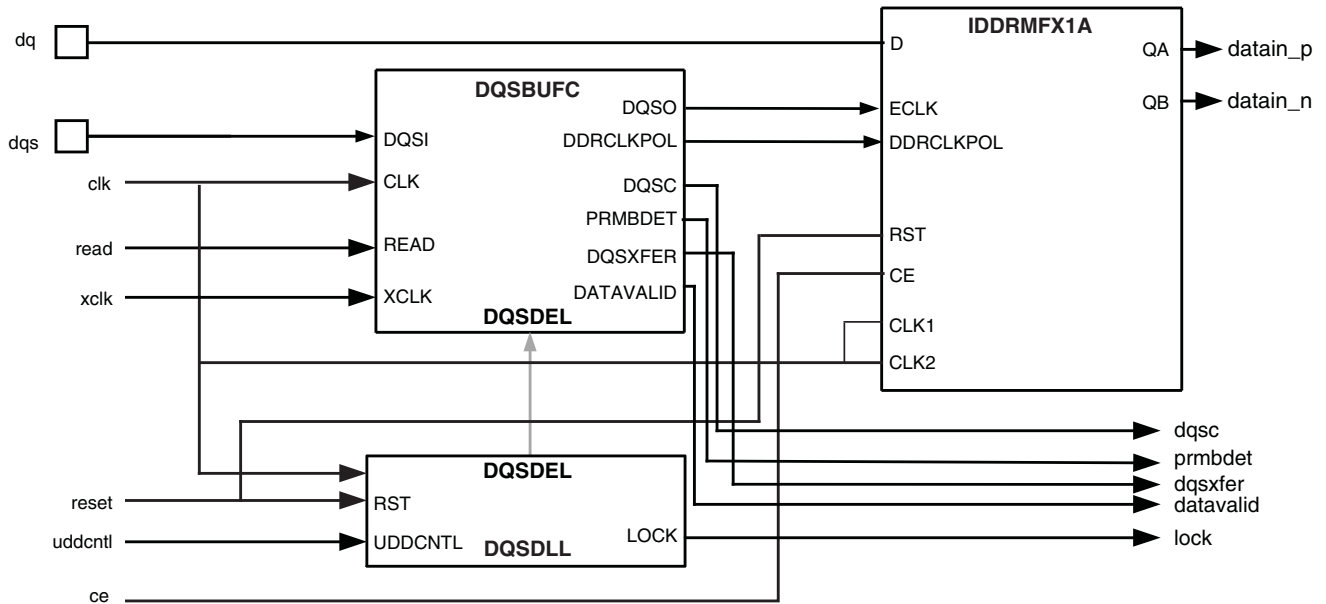 IDDRMFX1A
dq
D
QA
datain_p
DQSBUFC
QB
datain_n
DQSO
ECLK
dqs
DQSI
DDRCLKPOL
DDRCLKPOL
clk
CLK
DQSC
PRMBDET
RST
read
READ
DQSXFER
CE
xclk
XCLK
DATAVALID
DQSDEL
CLK1
CLK2
dqsc
prmbdet
DQSDEL
dqsxfer
reset
RST
datavalid
uddcntl
UDDCNTL
LOCK
lock
DQSDLL
ce